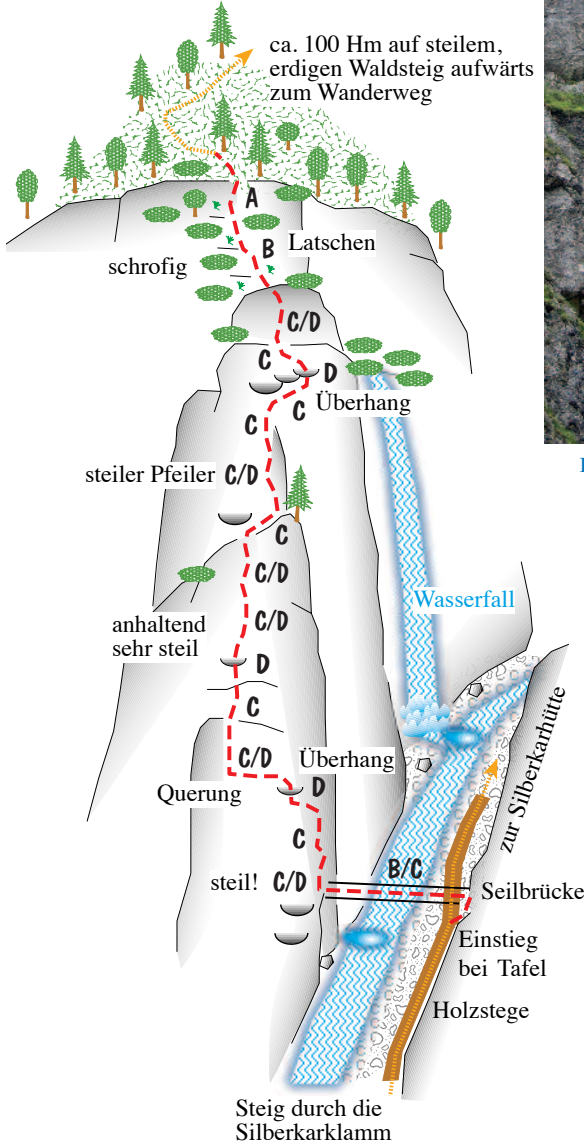 ca. 100 Hm auf steilem,
erdigen Waldsteig aufwärts
zum Wanderweg
A
B
Latschen
schrofig
C/D
C
D
C
Überhang
C
steiler Pfeiler
C/D
C
C/D
Wasserfall
C/D
anhaltend
sehr steil
D
C
C/D
Überhang
D
Querung
zur Silberkarhütte
C
B/C
steil!
C/D
Seilbrücke
Einstieg
bei Tafel
Holzstege
Steig durch die
Silberkarklamm